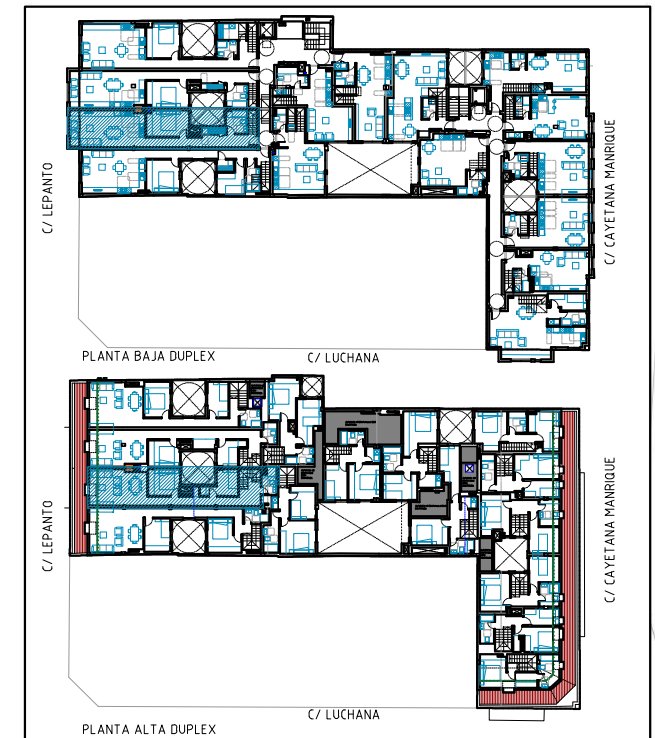 C/ LEPANTO
C/ CAYETANA MANRIQUE
PLANTA BAJA DUPLEX
C/ LUCHANA
C/ LEPANTO
C/ CAYETANA MANRIQUE
C/ LUCHANA
PLANTA ALTA DUPLEX